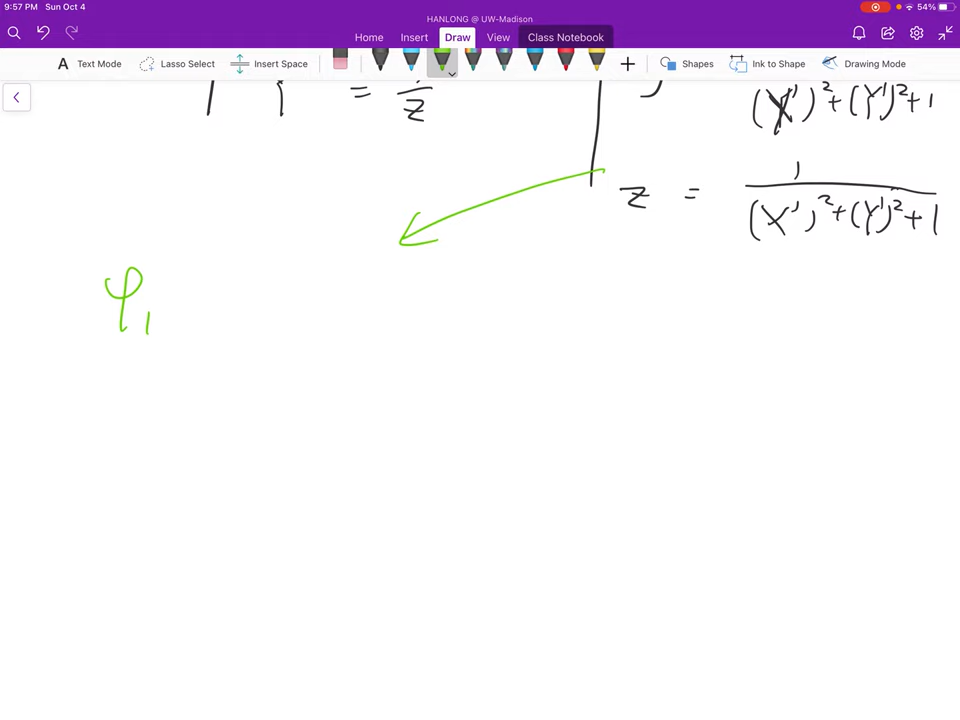 9:57 PM Sun Oct 4
54%
HANLONG @ UW-Madison
Home Insert Draw View Class Notebook
A Text Mode Lasso Select Insert Space + Shapes Ink to Shape Drawing Mode
= z
(X')²+(Y')²+1
z = 1/((X')²+(Y')²+1)
φ₁